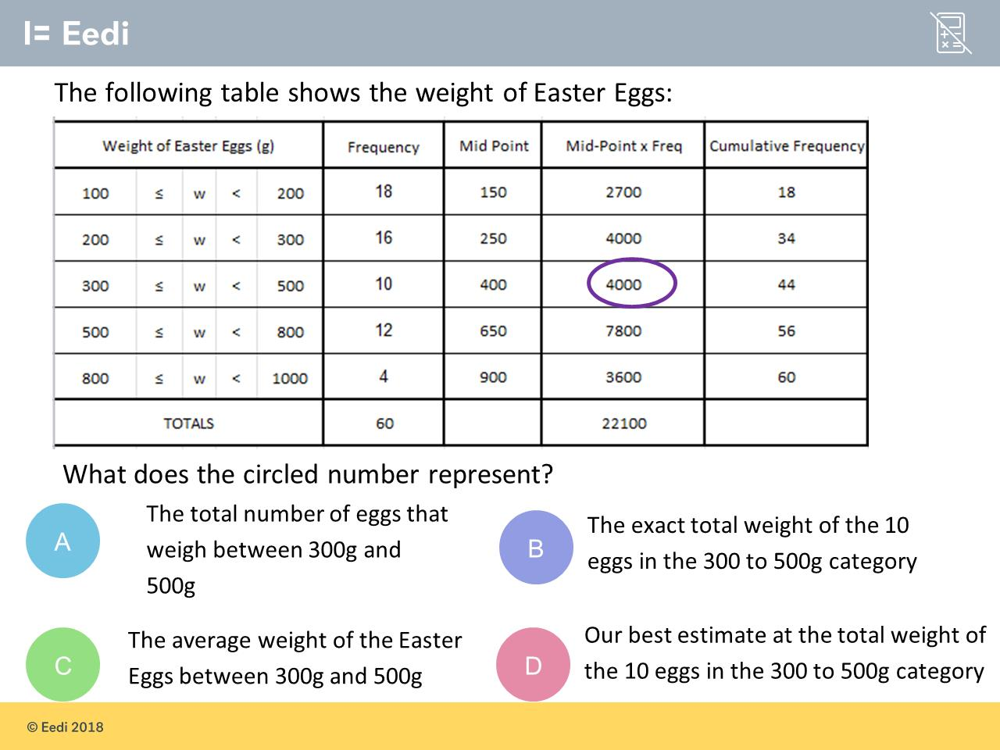 Eedi
The following table shows the weight of Easter Eggs:
Weight of Easter Eggs (g) Frequency Mid Point Mid-Point x Freq Cumulative Frequency
100 ≤ w < 200 18 150 2700 18
200 ≤ w < 300 16 250 4000 34
300 ≤ w < 500 10 400 4000 44
500 ≤ w < 800 12 650 7800 56
800 ≤ w < 1000 4 900 3600 60
TOTALS 60 22100
What does the circled number represent?
A
The total number of eggs that
weigh between 300g and
500g
B
The exact total weight of the 10
eggs in the 300 to 500g category
C
The average weight of the Easter
Eggs between 300g and 500g
D
Our best estimate at the total weight of
the 10 eggs in the 300 to 500g category
© Eedi 2018